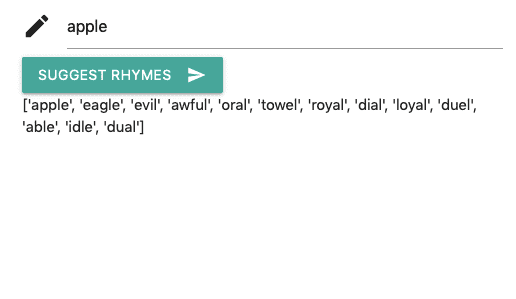 apple
SUGGEST RHYMES
['apple', 'eagle', 'evil', 'awful', 'oral', 'towel', 'royal', 'dial', 'loyal', 'duel',
'able', 'idle', 'dual']